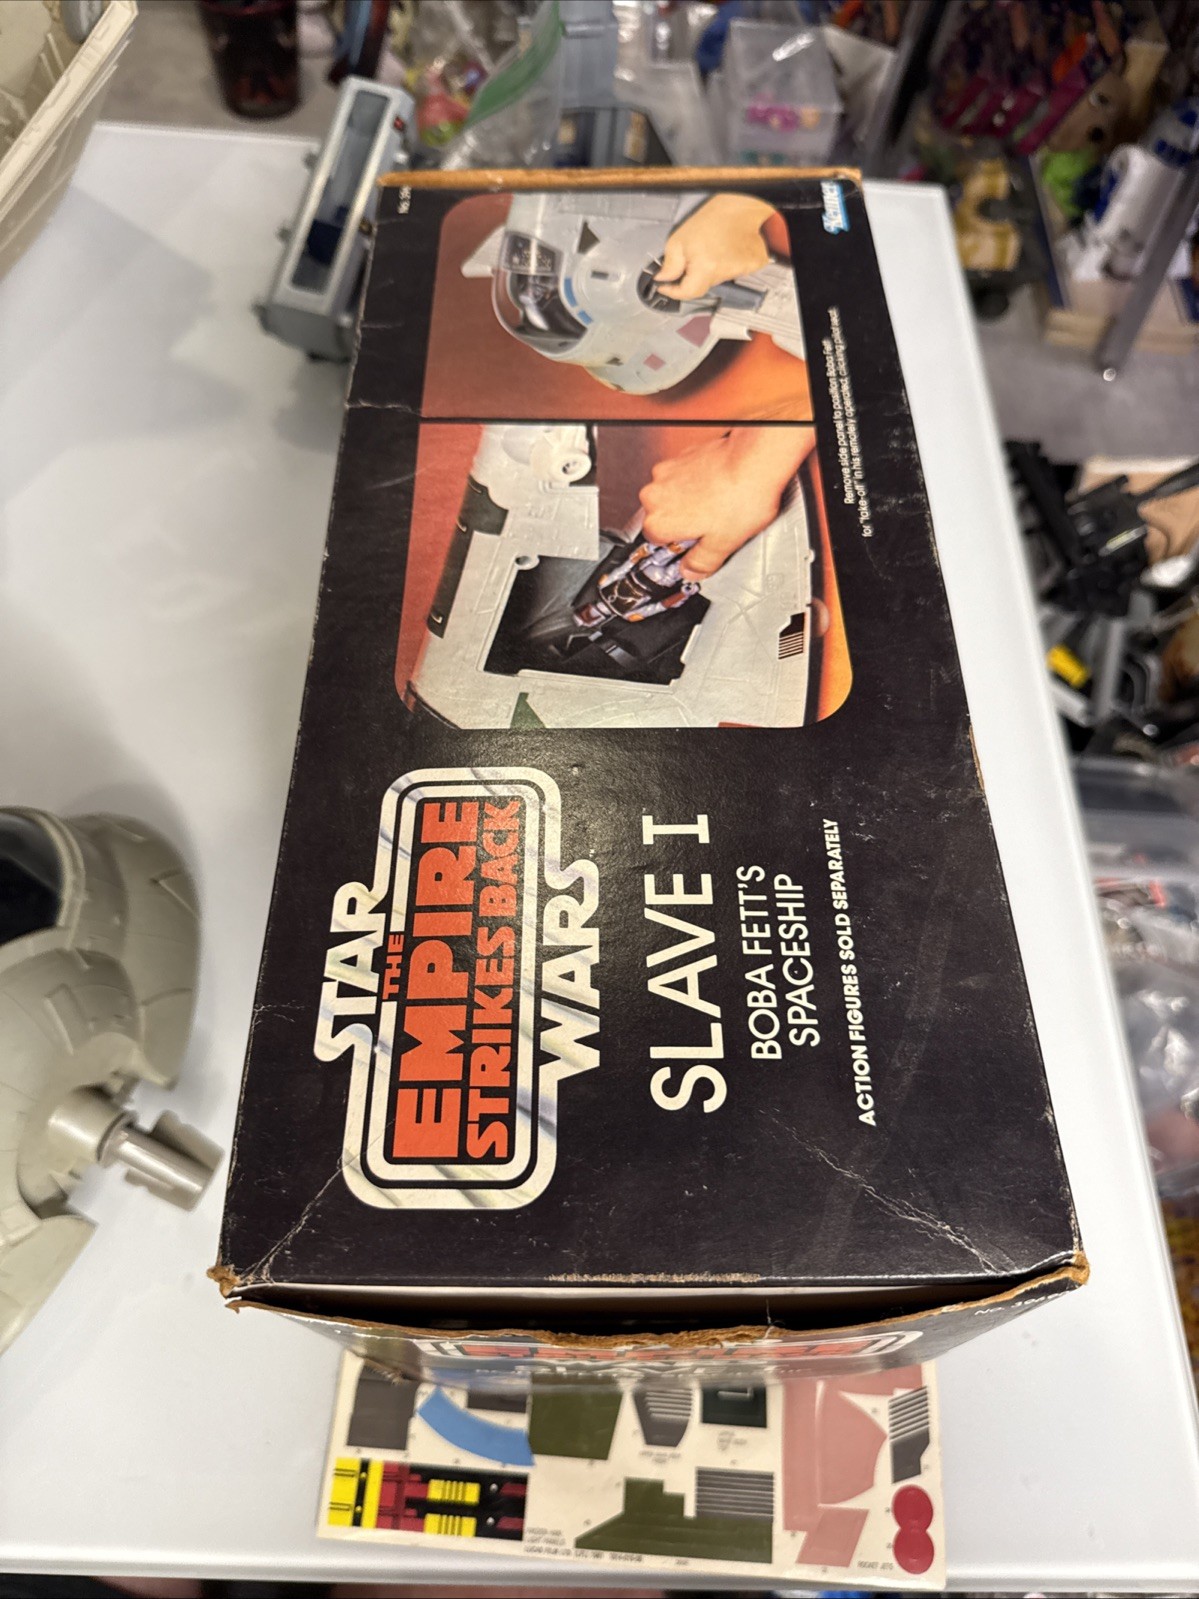 Kenner
Remove side panel to position Boba Fett
for "take-off" in his remotely operated, clicking pilot seat.
STAR
THE
EMPIRE
STRIKES BACK
WARS
SLAVE I
BOBA FETT'S
SPACESHIP
ACTION FIGURES SOLD SEPARATELY